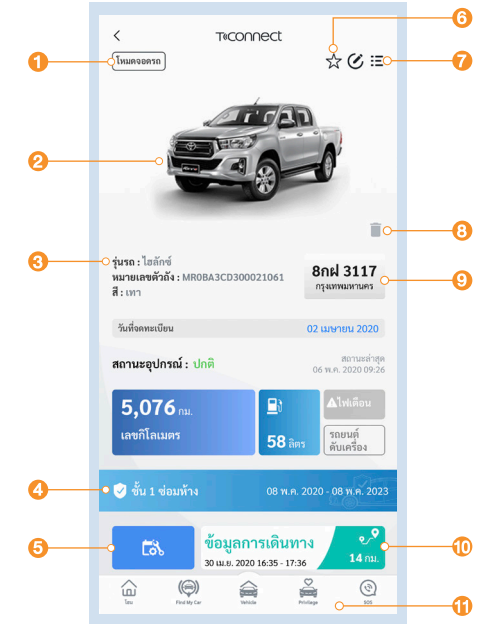 6
T-CONNECT
1
โหมดจอดรถ
7
2
8
3
รุ่นรถ : ไฮลักซ์
หมายเลขตัวถัง : MR0BA3CD300021061
สี : เทา
8กฝ 3117
กรุงเทพมหานคร
9
วันที่จดทะเบียน
02 เมษายน 2020
สถานะอุปกรณ์ : ปกติ
สถานะล่าสุด
06 พ.ค. 2020 09:26
5,076 กม.
เลขกิโลเมตร
58 ลิตร
ไฟเตือน
รถยนต์
ดับเครื่อง
4
ชั้น 1 ซ่อมห้าง
08 พ.ค. 2020 - 08 พ.ค. 2023
5
ข้อมูลการเดินทาง
30 เม.ย. 2020 16:35 - 17:36
14 กม.
10
โฮม
Find My Car
Vehicle
Privilege
SOS
11